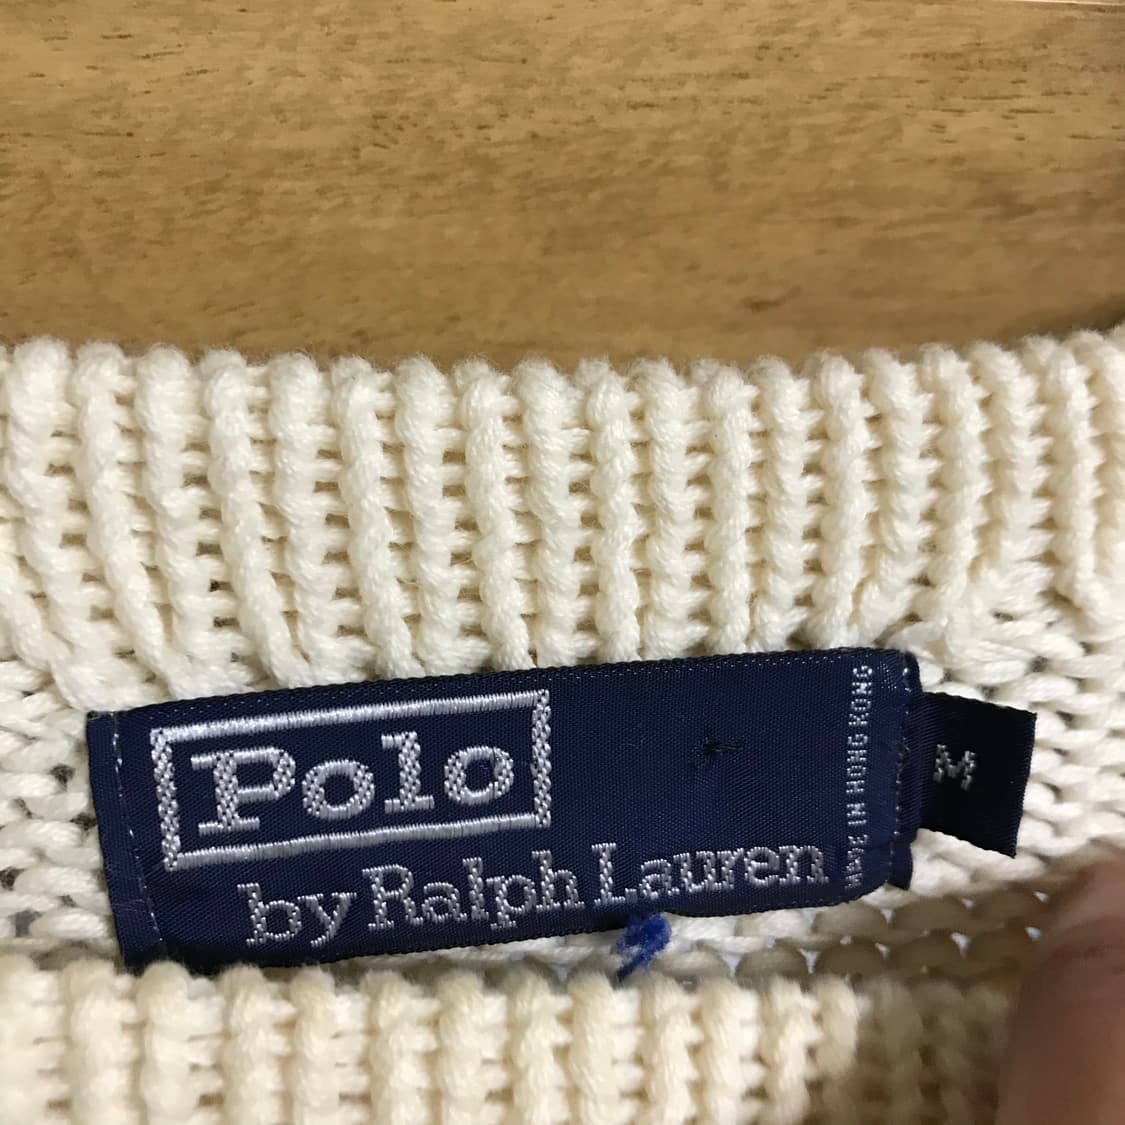 Polo
by Ralph Lauren
MADE IN HONG KONG
M